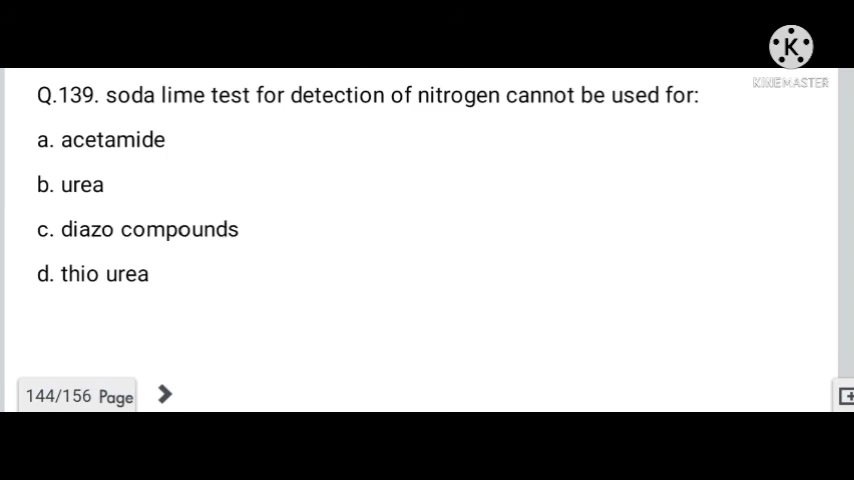 K
KINEMASTER
Q.139. soda lime test for detection of nitrogen cannot be used for:
a. acetamide
b. urea
c. diazo compounds
d. thio urea
144/156 Page